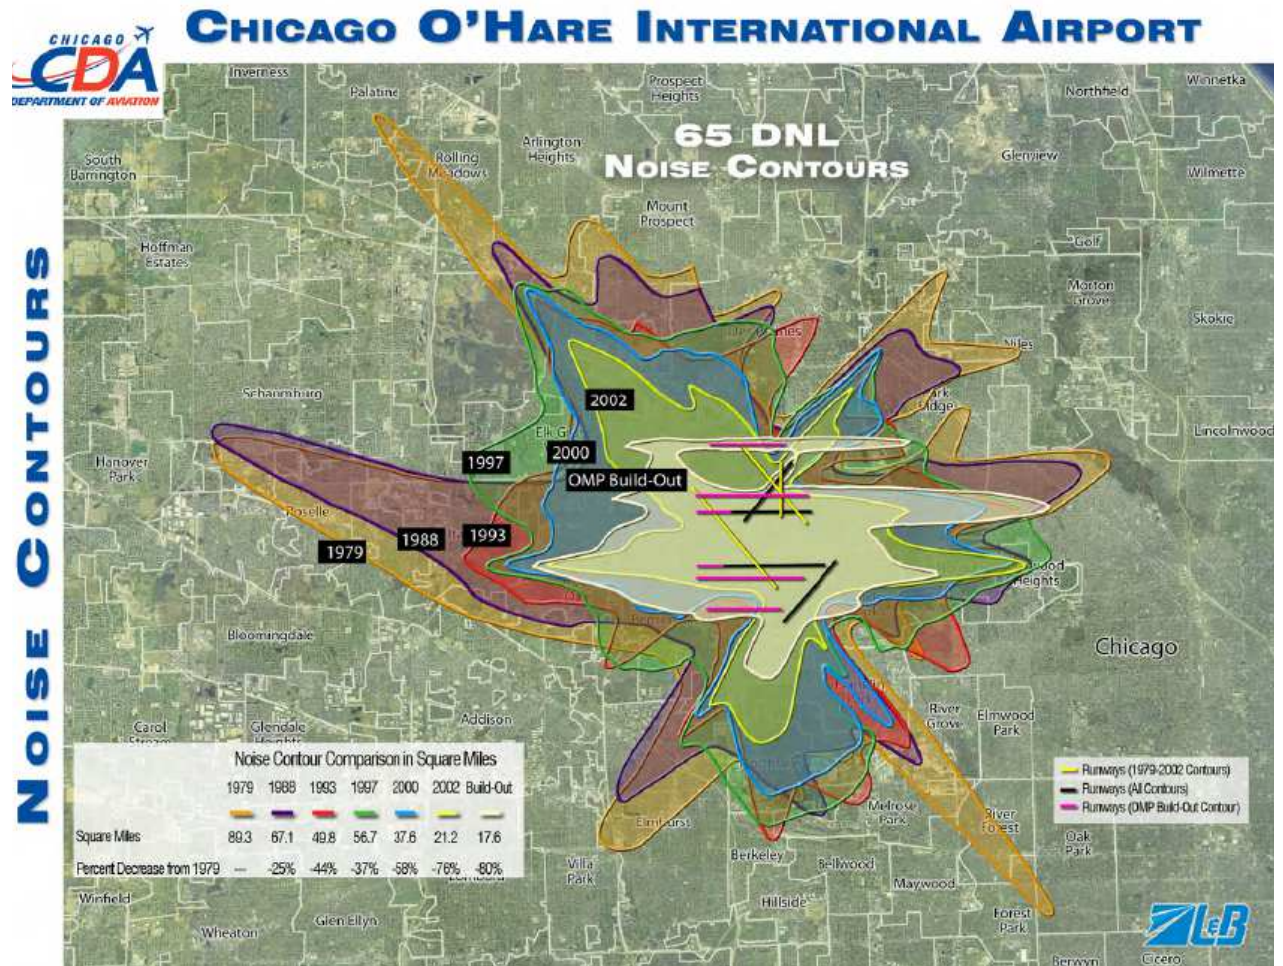 CHICAGO O'HARE INTERNATIONAL AIRPORT
CHICAGO
CDA
DEPARTMENT OF AVIATION
NOISE CONTOURS
65 DNL
NOISE CONTOURS
Inverness
Palatine
Prospect
Heights
Northfield
Winnetka
South
Barrington
Rolling
Meadows
Arlington
Heights
Glenview
Wilmette
Mount
Prospect
Hoffman
Estates
Golf
Morton
Grove
Skokie
Niles
Schaumburg
2002
Park
Ridge
Lincolnwood
Hanover
Park
1997
2000
OMP Build-Out
Roselle
1979
1988
1993
Heights
Bloomingdale
Chicago
River
Grove
Elmwood
Park
Carol
Stream
Glendale
Heights
Addison
Noise Contour Comparison in Square Miles
1979 1988 1993 1997 2000 2002 Build-Out
Square Miles 89.3 67.1 49.8 56.7 37.6 21.2 17.6
Percent Decrease from 1979 --- -25% -44% -37% -58% -76% -80%
Runways (1979-2002 Contours)
Runways (All Contours)
Runways (OMP Build-Out Contour)
Elmhurst
Melrose
Park
River
Forest
Oak
Park
Villa
Park
Berkeley
Bellwood
Maywood
Winfield
Wheaton
Glen Ellyn
Hillside
Forest
Park
Berwyn
Cicero
L&B